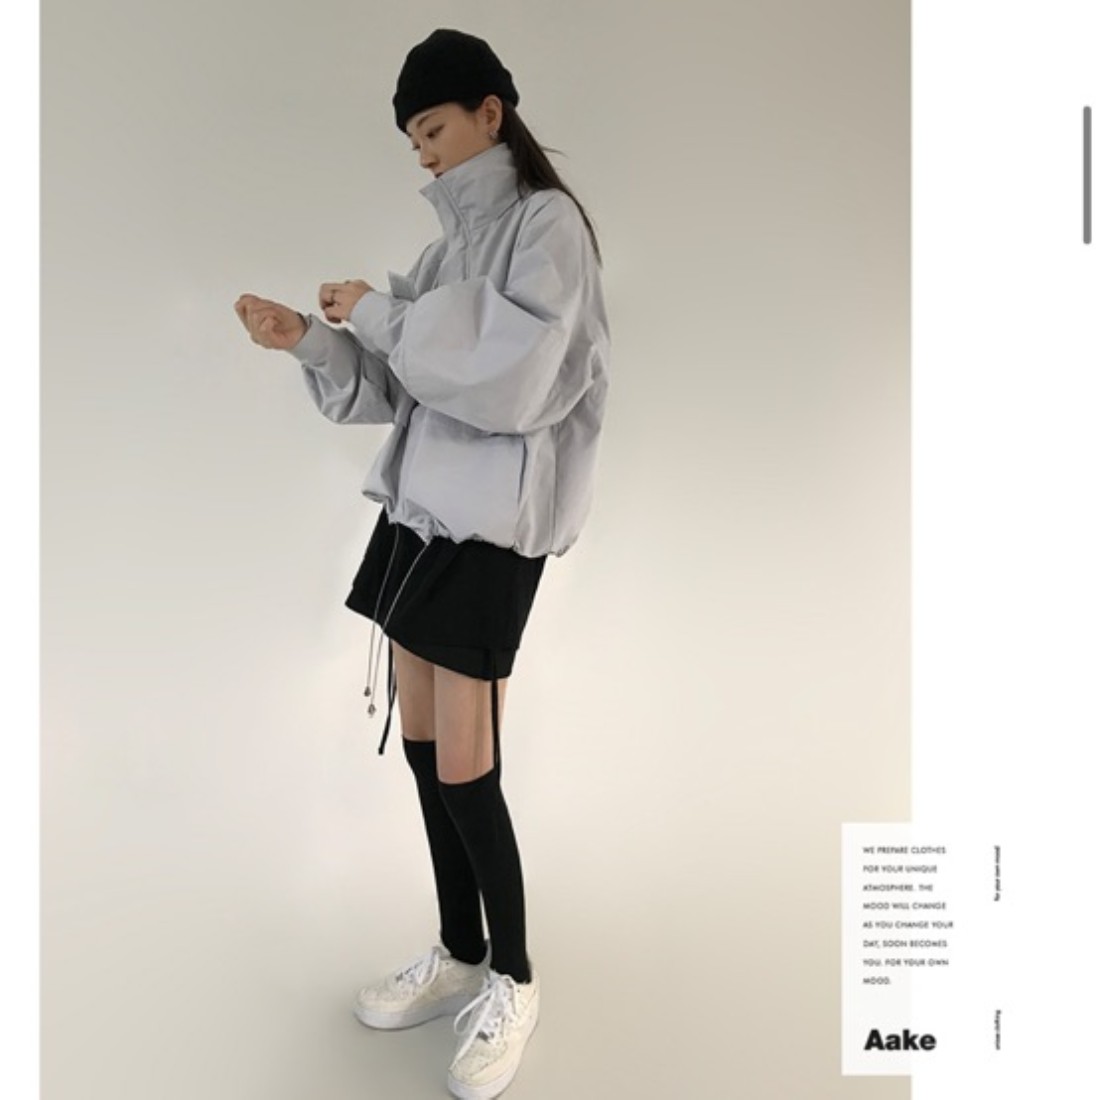 WE PREPARE CLOTHES
FOR YOUR UNIQUE
ATMOSPHERE. THE
MOOD WILL CHANGE
AS YOU CHANGE YOUR
DAY, SOON BECOMES
YOU. FOR YOUR OWN
MOOD.
Aake
for your own mood